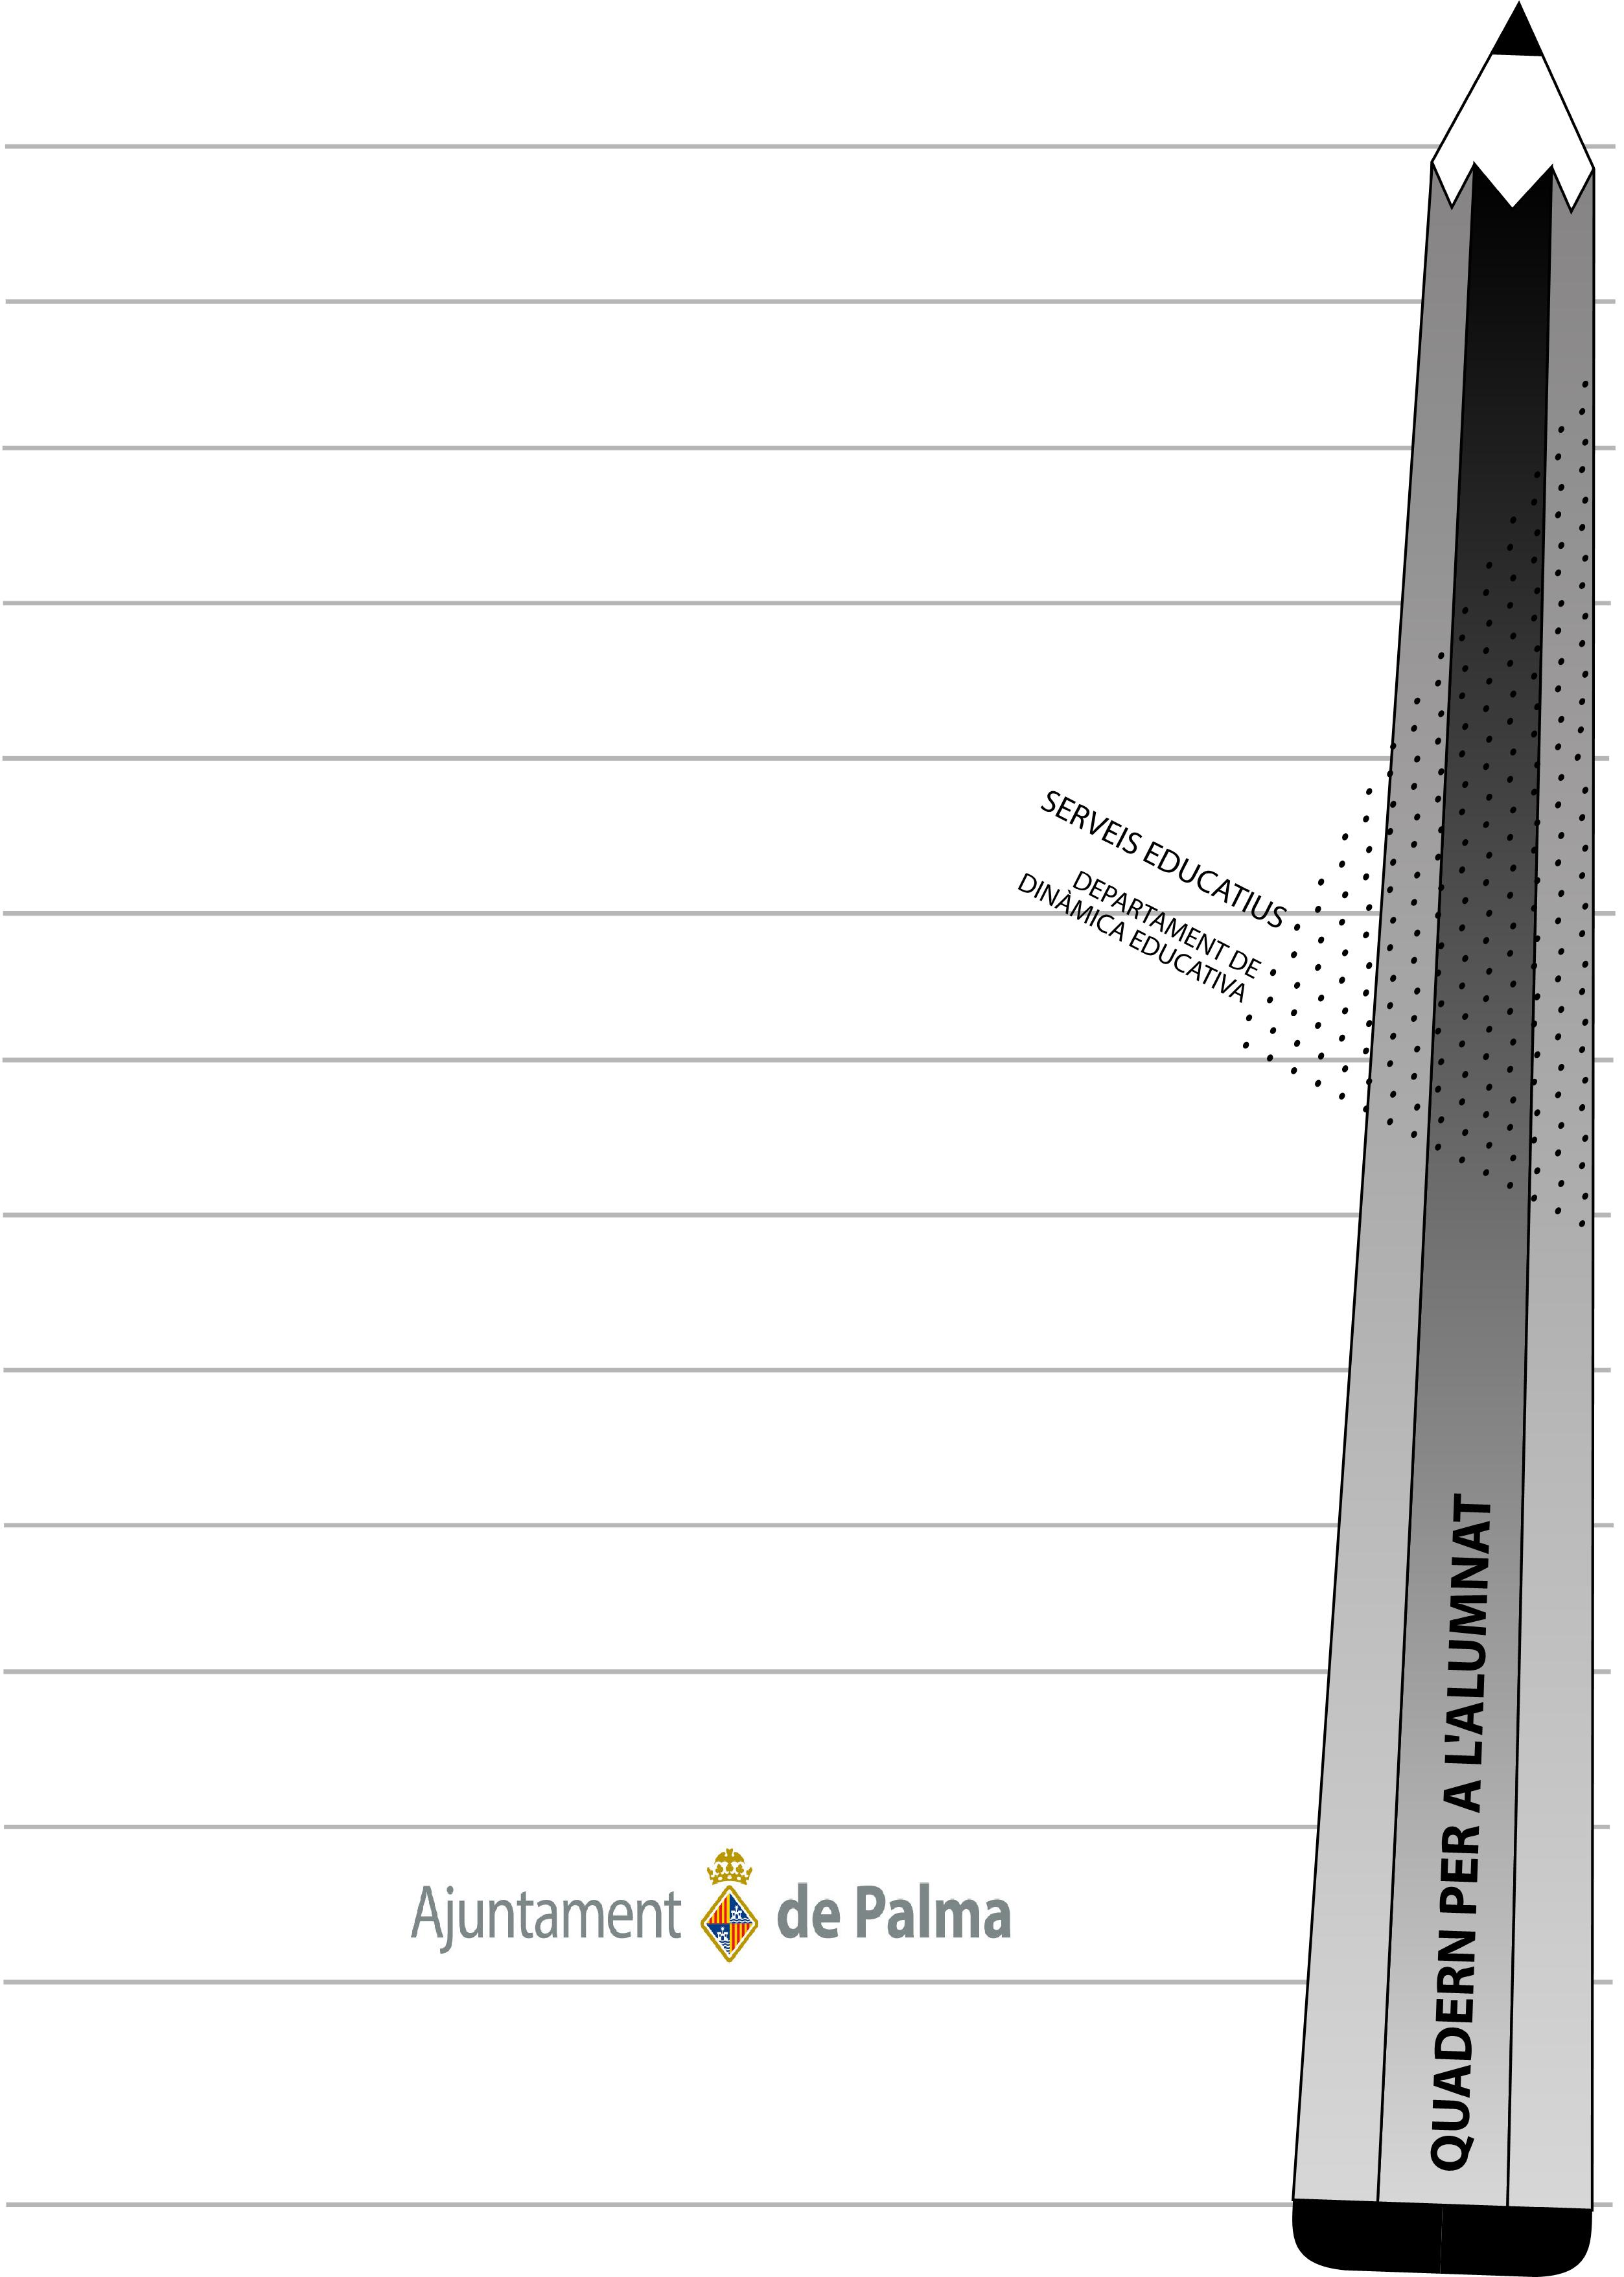 SERVEIS EDUCATIUS
DEPARTAMENT DE
DINÀMICA EDUCATIVA
QUADERN PER A L'ALUMNAT
Ajuntament de Palma